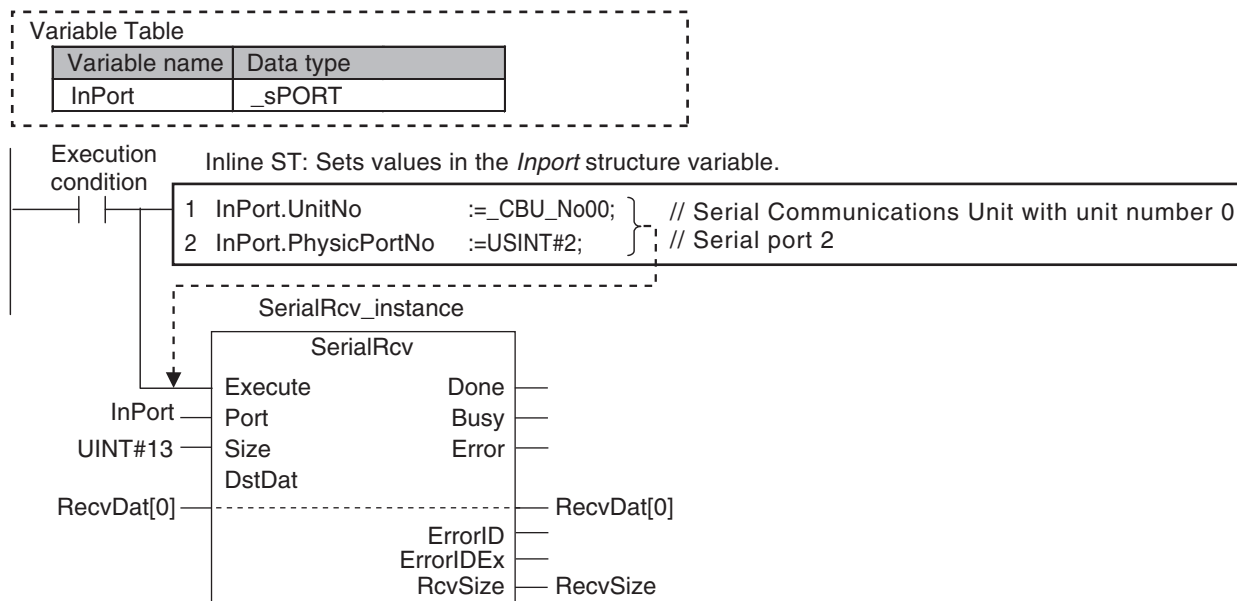 Variable Table
Variable name Data type
InPort _sPORT
Execution condition
Inline ST: Sets values in the Inport structure variable.
1 InPort.UnitNo :=_CBU_No00; // Serial Communications Unit with unit number 0
2 InPort.PhysicPortNo :=USINT#2; // Serial port 2
SerialRcv_instance
SerialRcv
Execute Done
InPort Port Busy
UINT#13 Size Error
DstDat
RecvDat[0] RecvDat[0]
ErrorID
ErrorIDEx
RcvSize RecvSize